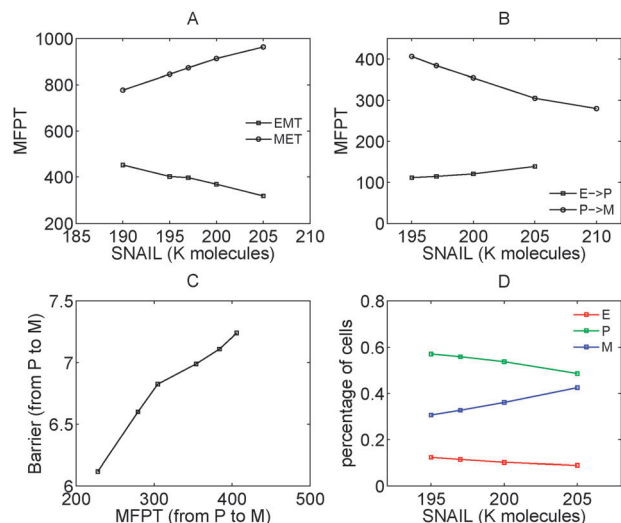 A
1000
800
600
400
200
MFPT
EMT
MET
185 190 195 200 205 210
SNAIL (K molecules)
B
400
300
200
100
0
MFPT
E->P
P->M
195 200 205 210
SNAIL (K molecules)
C
7.5
7
6.5
6
Barrier (from P to M)
200 300 400 500
MFPT (from P to M)
D
0.8
0.6
0.4
0.2
0
percentage of cells
E
P
M
195 200 205
SNAIL (K molecules)